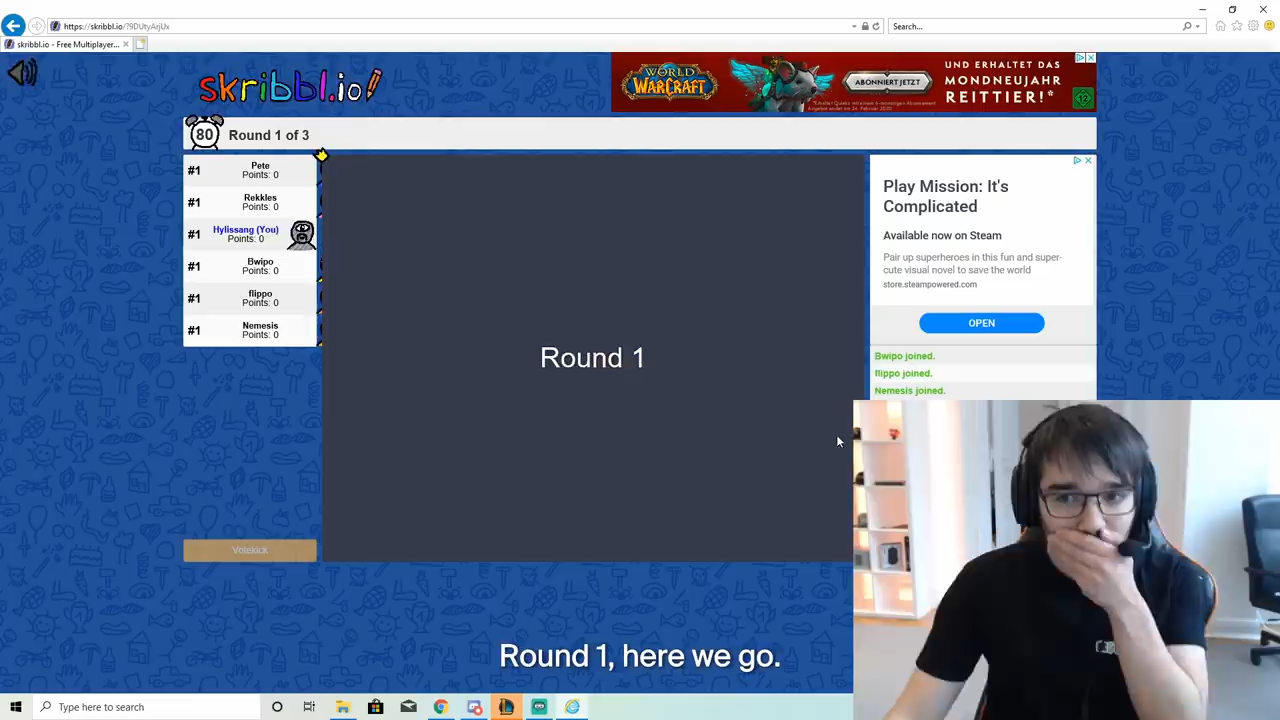 https://skribbl.io/?9DUtyArjUx
Search...
skribbl.io - Free Multiplayer...
skribbl.io!
WORLD
WARCRAFT
ABONNIERT JETZT
UND ERHALTET DAS
MONDNEUJAHR
REITTIER!*
12
80
Round 1 of 3
#1 Pete
Points: 0
#1 Rekkles
Points: 0
#1 Hylissang (You)
Points: 0
#1 Bwipo
Points: 0
#1 flippo
Points: 0
#1 Nemesis
Points: 0
Votekick
Round 1
Play Mission: It's
Complicated
Available now on Steam
Pair up superheroes in this fun and super-
cute visual novel to save the world
store.steampowered.com
OPEN
Bwipo joined.
flippo joined.
Nemesis joined.
Round 1, here we go.
Type here to search